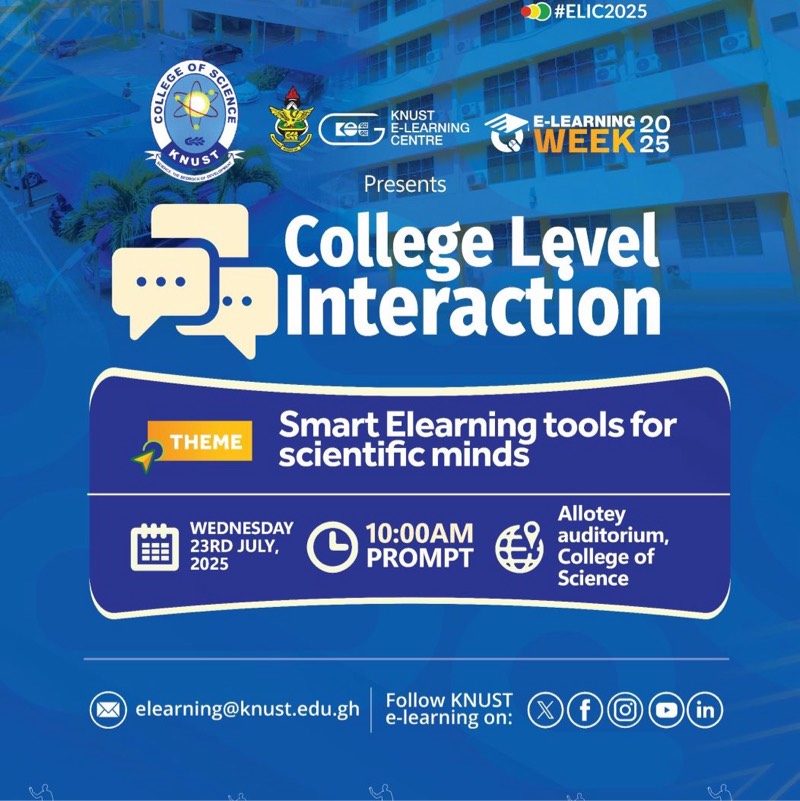 #ELIC2025
COLLEGE OF SCIENCE
KNUST
KNUST
E-LEARNING
CENTRE
E-LEARNING
WEEK
20
25
Presents
College Level
Interaction
THEME
Smart Elearning tools for
scientific minds
WEDNESDAY
23RD JULY,
2025
10:00AM
PROMPT
Allotey
auditorium,
College of
Science
elearning@knust.edu.gh
Follow KNUST
e-learning on: